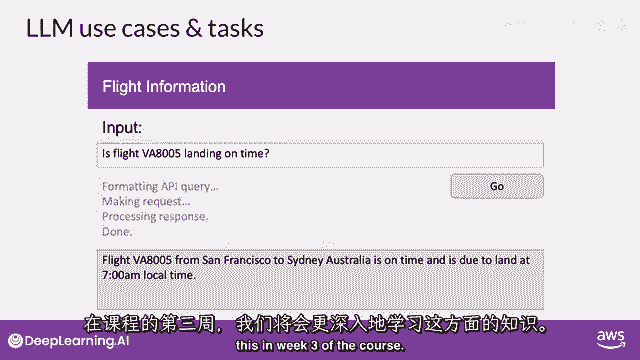 LLM use cases & tasks
Flight Information
Input:
Is flight VA8005 landing on time?
Formatting API query...
Making request...
Processing response.
Done.
Go
Flight VA8005 from San Francisco to Sydney Australia is on time and is due to land at
7:00am local time.
在课程的第三周，我们将会更深入地学习这方面的知识。
this in week 3 of the course.
DeepLearning.AI
aws